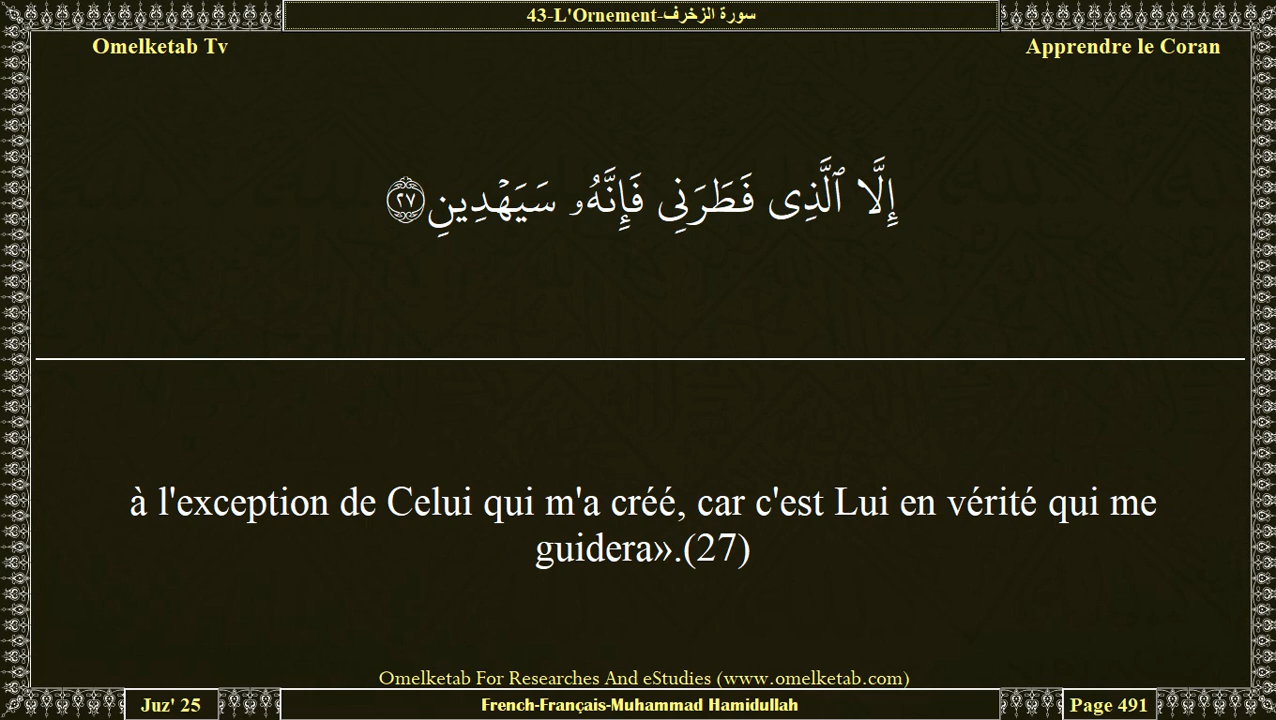 43-L'Ornement-سورة الزخرف
Omelketab Tv
Apprendre le Coran
إِلَّا ٱلَّذِى فَطَرَنِى فَإِنَّهُۥ سَيَهْدِينِ ٢٧
à l'exception de Celui qui m'a créé, car c'est Lui en vérité qui me
guidera».(27)
Omelketab For Researches And eStudies (www.omelketab.com)
Juz' 25
French-Français-Muhammad Hamidullah
Page 491